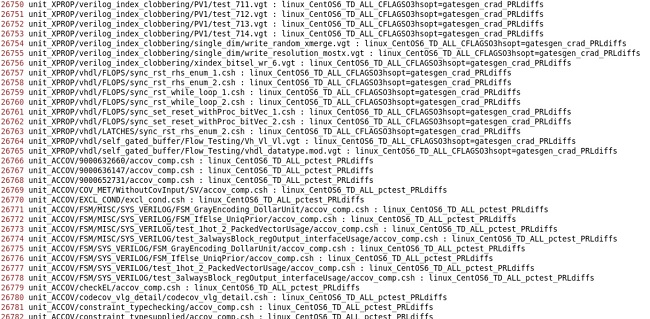 26750 unit_XPROP/verilog_index_clobbering/PV1/test_711.vgt : linux_CentOS6_TD_ALL_CFLAGSO3hsopt=gatesgen_crad_PRLdiffs
26751 unit_XPROP/verilog_index_clobbering/PV1/test_712.vgt : linux_CentOS6_TD_ALL_CFLAGSO3hsopt=gatesgen_crad_PRLdiffs
26752 unit_XPROP/verilog_index_clobbering/PV1/test_713.vgt : linux_CentOS6_TD_ALL_CFLAGSO3hsopt=gatesgen_crad_PRLdiffs
26753 unit_XPROP/verilog_index_clobbering/PV1/test_714.vgt : linux_CentOS6_TD_ALL_CFLAGSO3hsopt=gatesgen_crad_PRLdiffs
26754 unit_XPROP/verilog_index_clobbering/single_dim/write_random_xmerge.vgt : linux_CentOS6_TD_ALL_CFLAGSO3hsopt=gatesgen_crad_PRLdiffs
26755 unit_XPROP/verilog_index_clobbering/single_dim/write_resolution_mostx.vgt : linux_CentOS6_TD_ALL_CFLAGSO3hsopt=gatesgen_crad_PRLdiffs
26756 unit_XPROP/verilog_index_clobbering/xindex_bitsel_wr_6.vgt : linux_CentOS6_TD_ALL_CFLAGSO3hsopt=gatesgen_crad_PRLdiffs
26757 unit_XPROP/vhdl/FLOPS/sync_rst_rhs_enum_1.csh : linux_CentOS6_TD_ALL_CFLAGSO3hsopt=gatesgen_crad_PRLdiffs
26758 unit_XPROP/vhdl/FLOPS/sync_rst_rhs_enum_2.csh : linux_CentOS6_TD_ALL_CFLAGSO3hsopt=gatesgen_crad_PRLdiffs
26759 unit_XPROP/vhdl/FLOPS/sync_rst_while_loop_1.csh : linux_CentOS6_TD_ALL_CFLAGSO3hsopt=gatesgen_crad_PRLdiffs
26760 unit_XPROP/vhdl/FLOPS/sync_rst_while_loop_2.csh : linux_CentOS6_TD_ALL_CFLAGSO3hsopt=gatesgen_crad_PRLdiffs
26761 unit_XPROP/vhdl/FLOPS/sync_set_reset_withProc_bitVec_1.csh : linux_CentOS6_TD_ALL_CFLAGSO3hsopt=gatesgen_crad_PRLdiffs
26762 unit_XPROP/vhdl/FLOPS/sync_set_reset_withProc_bitVec_2.csh : linux_CentOS6_TD_ALL_CFLAGSO3hsopt=gatesgen_crad_PRLdiffs
26763 unit_XPROP/vhdl/LATCHES/sync_rst_rhs_enum_2.csh : linux_CentOS6_TD_ALL_CFLAGSO3hsopt=gatesgen_crad_PRLdiffs
26764 unit_XPROP/vhdl/self_gated_buffer/Flow_Testing/Vh_Vl_Vl.vgt : linux_CentOS6_TD_ALL_CFLAGSO3hsopt=gatesgen_crad_PRLdiffs
26765 unit_XPROP/vhdl/self_gated_buffer/Flow_Testing/vhdl_datatype.mod.vgt : linux_CentOS6_TD_ALL_CFLAGSO3hsopt=gatesgen_crad_PRLdiffs
26766 unit_ACCOV/9000632660/accov_comp.csh : linux_CentOS6_TD_ALL_pctest_PRLdiffs
26767 unit_ACCOV/9000636147/accov_comp.csh : linux_CentOS6_TD_ALL_pctest_PRLdiffs
26768 unit_ACCOV/9000652731/accov_comp.csh : linux_CentOS6_TD_ALL_pctest_PRLdiffs
26769 unit_ACCOV/COV_MET/WithoutCovInput/SV/accov_comp.csh : linux_CentOS6_TD_ALL_pctest_PRLdiffs
26770 unit_ACCOV/EXCL_COND/excl_cond.csh : linux_CentOS6_TD_ALL_pctest_PRLdiffs
26771 unit_ACCOV/FSM/MISC/SYS_VERILOG/FSM_GrayEncoding_DollarUnit/accov_comp.csh : linux_CentOS6_TD_ALL_pctest_PRLdiffs
26772 unit_ACCOV/FSM/MISC/SYS_VERILOG/FSM_IfElse_UniqPrior/accov_comp.csh : linux_CentOS6_TD_ALL_pctest_PRLdiffs
26773 unit_ACCOV/FSM/MISC/SYS_VERILOG/test_1hot_2_PackedVectorUsage/accov_comp.csh : linux_CentOS6_TD_ALL_pctest_PRLdiffs
26774 unit_ACCOV/FSM/MISC/SYS_VERILOG/test_3alwaysBlock_regOutput_interfaceUsage/accov_comp.csh : linux_CentOS6_TD_ALL_pctest_PRLdiffs
26775 unit_ACCOV/FSM/SYS_VERILOG/FSM_GrayEncoding_DollarUnit/accov_comp.csh : linux_CentOS6_TD_ALL_pctest_PRLdiffs
26776 unit_ACCOV/FSM/SYS_VERILOG/FSM_IfElse_UniqPrior/accov_comp.csh : linux_CentOS6_TD_ALL_pctest_PRLdiffs
26777 unit_ACCOV/FSM/SYS_VERILOG/test_1hot_2_PackedVectorUsage/accov_comp.csh : linux_CentOS6_TD_ALL_pctest_PRLdiffs
26778 unit_ACCOV/FSM/SYS_VERILOG/test_3alwaysBlock_regOutput_interfaceUsage/accov_comp.csh : linux_CentOS6_TD_ALL_pctest_PRLdiffs
26779 unit_ACCOV/checkEL/accov_comp.csh : linux_CentOS6_TD_ALL_pctest_PRLdiffs
26780 unit_ACCOV/codecov_vlg_detail/codecov_vlg_detail.csh : linux_CentOS6_TD_ALL_pctest_PRLdiffs
26781 unit_ACCOV/constraint_typechecking/accov_comp.csh : linux_CentOS6_TD_ALL_pctest_PRLdiffs
26782 unit_ACCOV/constraint_typesupplied/accov_comp.csh : linux_CentOS6_TD_ALL_pctest_PRLdiffs